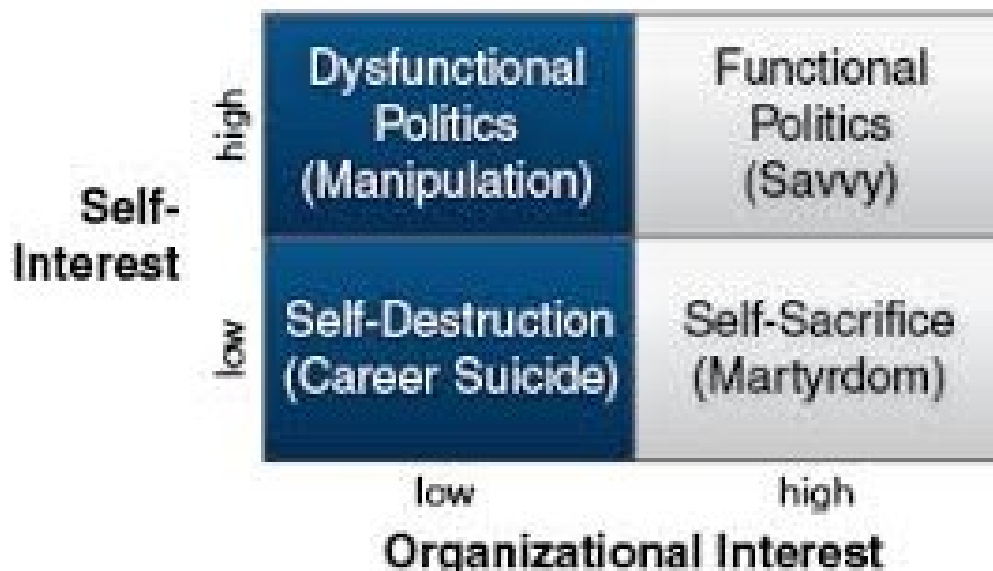 Dysfunctional
Politics
(Manipulation)
Functional
Politics
(Savvy)
high
Self-
Interest
Self-Destruction
(Career Suicide)
Self-Sacrifice
(Martyrdom)
low
low
high
Organizational Interest